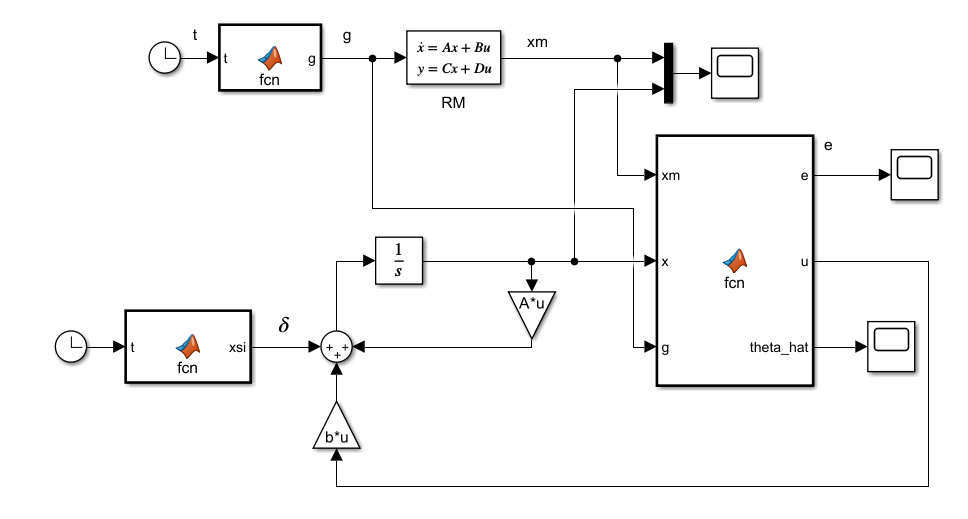 t
t
fcn
g
g
ẋ = Ax + Bu
y = Cx + Du
RM
xm
xm
x
g
fcn
e
u
theta_hat
e
1
s
A*u
t
fcn
xsi
δ
+ + +
b*u